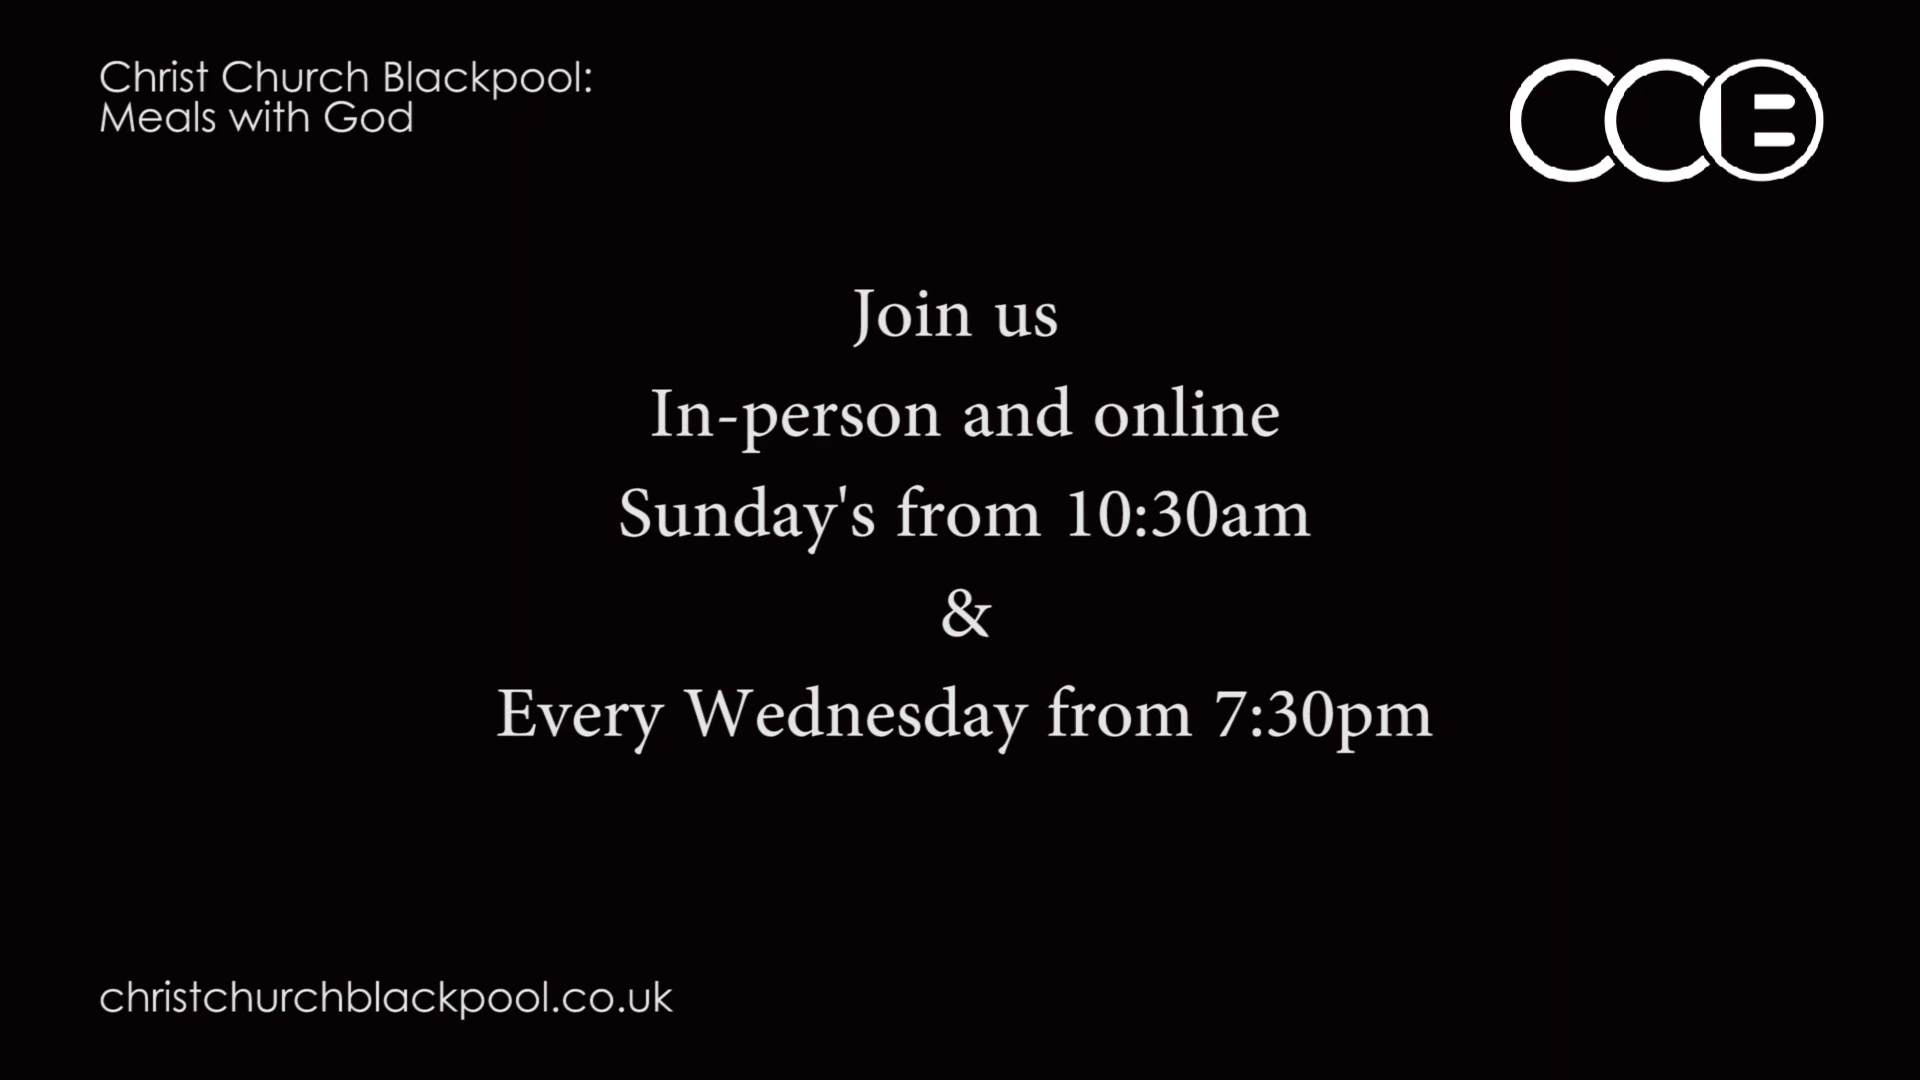 Christ Church Blackpool:
Meals with God
CCB
Join us
In-person and online
Sunday's from 10:30am
&
Every Wednesday from 7:30pm
christchurchblackpool.co.uk